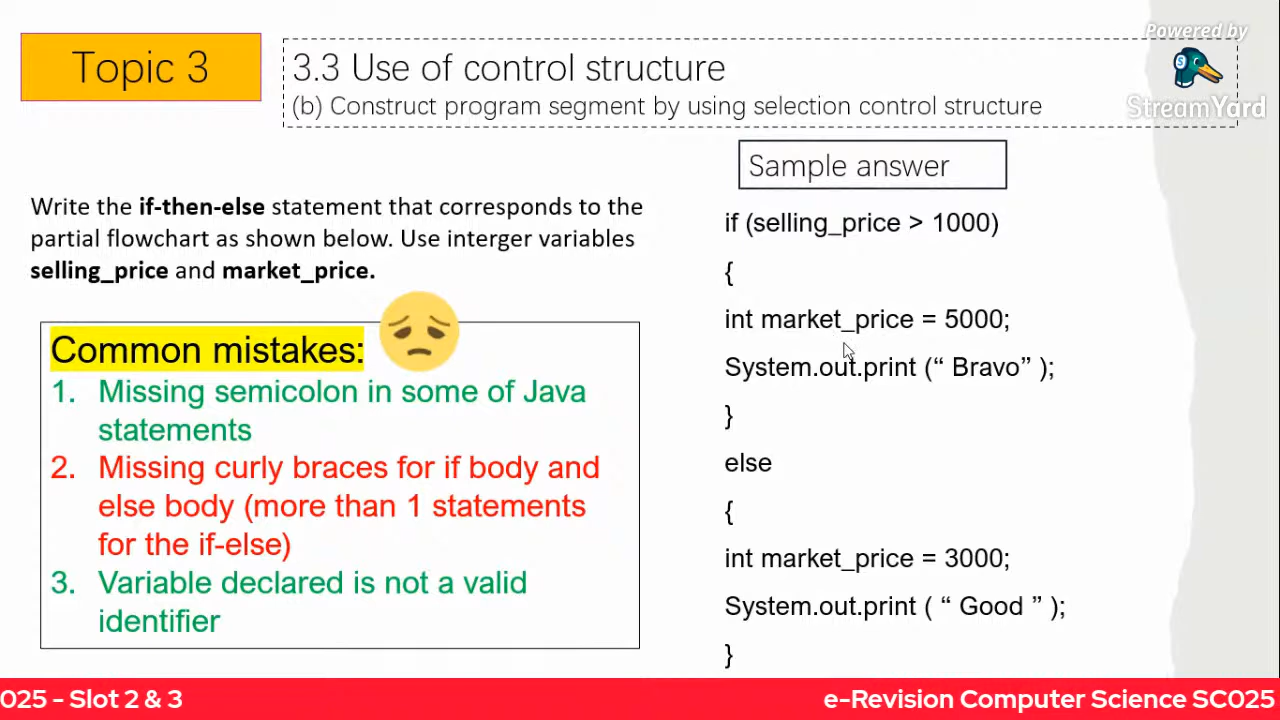 Powered by
StreamYard
Topic 3
3.3 Use of control structure
(b) Construct program segment by using selection control structure
Write the if-then-else statement that corresponds to the
partial flowchart as shown below. Use interger variables
selling_price and market_price.
Common mistakes:
1. Missing semicolon in some of Java
statements
2. Missing curly braces for if body and
else body (more than 1 statements
for the if-else)
3. Variable declared is not a valid
identifier
Sample answer
if (selling_price > 1000)
{
int market_price = 5000;
System.out.print (“ Bravo” );
}
else
{
int market_price = 3000;
System.out.print ( “ Good ” );
}
025 - Slot 2 & 3
e-Revision Computer Science SC025